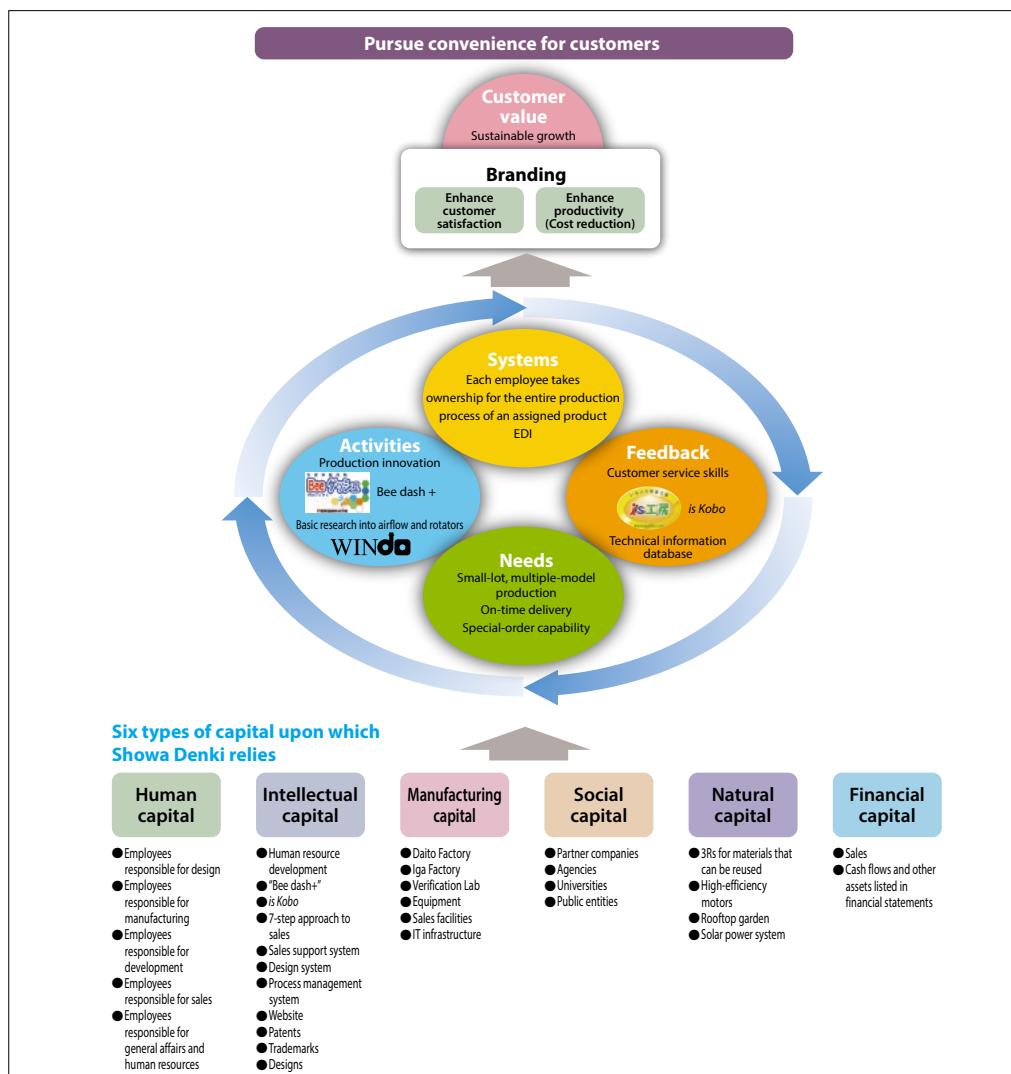 Pursue convenience for customers
Customer
value
Sustainable growth
Branding
Enhance
customer
satisfaction
Enhance
productivity
(Cost reduction)
Systems
Each employee takes
ownership for the entire production
process of an assigned product
EDI
Activities
Production innovation
Bee dash +
Basic research into airflow and rotators
WINdo
Feedback
Customer service skills
is工房
is Kobo
Technical information
database
Needs
Small-lot, multiple-model
production
On-time delivery
Special-order capability
Six types of capital upon which
Showa Denki relies
Human
capital
●Employees
responsible for design
●Employees
responsible for
manufacturing
●Employees
responsible for
development
●Employees
responsible for sales
●Employees
responsible for
general affairs and
human resources
Intellectual
capital
●Human resource
development
●"Bee dash+"
●is Kobo
●7-step approach to
sales
●Sales support system
●Design system
●Process management
system
●Website
●Patents
●Trademarks
●Designs
Manufacturing
capital
●Daito Factory
●Iga Factory
●Verification Lab
●Equipment
●Sales facilities
●IT infrastructure
Social
capital
●Partner companies
●Agencies
●Universities
●Public entities
Natural
capital
●3Rs for materials that
can be reused
●High-efficiency
motors
●Rooftop garden
●Solar power system
Financial
capital
●Sales
●Cash flows and other
assets listed in
financial statements